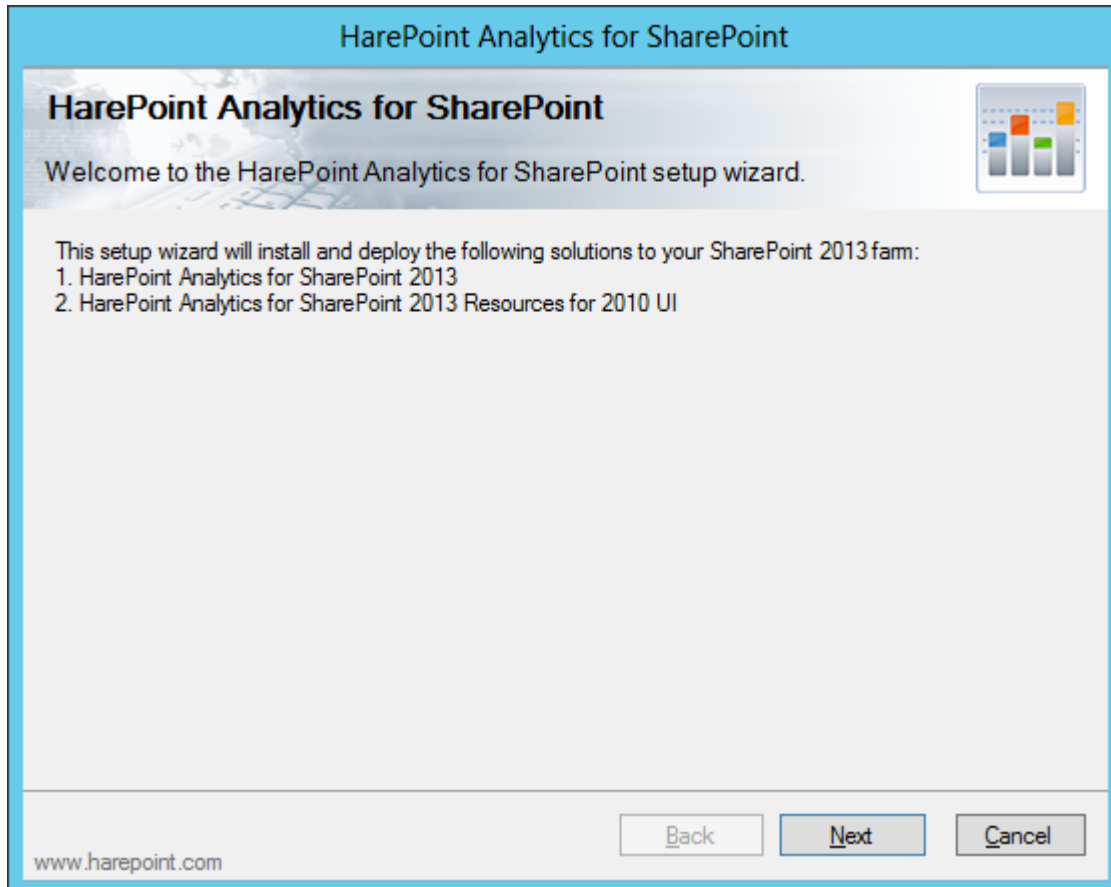 HarePoint Analytics for SharePoint
HarePoint Analytics for SharePoint
Welcome to the HarePoint Analytics for SharePoint setup wizard.
This setup wizard will install and deploy the following solutions to your SharePoint 2013 farm:
1. HarePoint Analytics for SharePoint 2013
2. HarePoint Analytics for SharePoint 2013 Resources for 2010 UI
Back Next Cancel
www.harepoint.com